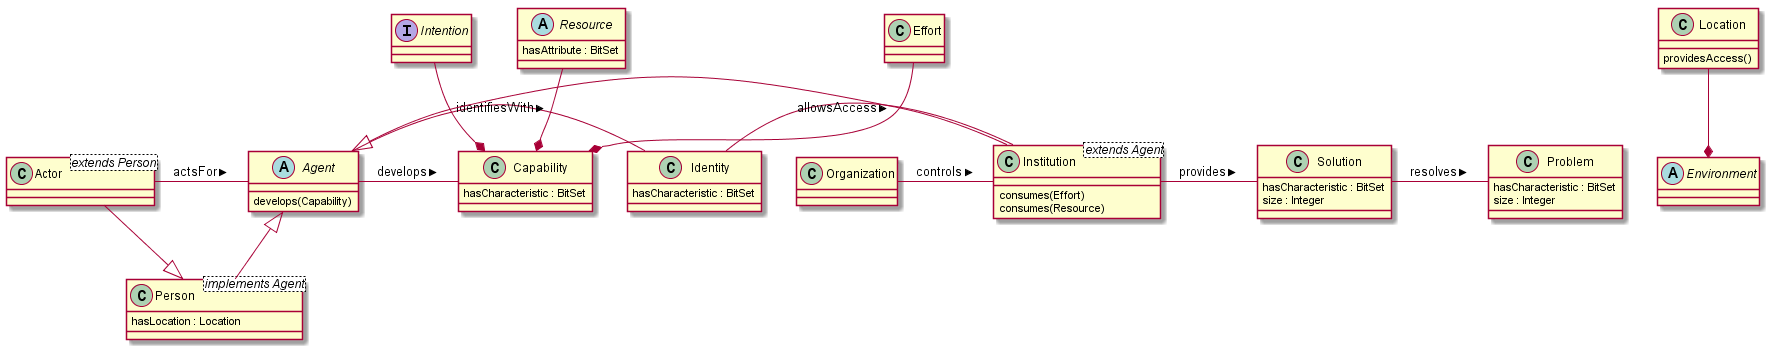 I Intention
A Resource
hasAttribute : BitSet
C Effort
C Location
providesAccess()
identifiesWith ▶
allowsAccess ▶
C Actor
extends Person
actsFor ▶
A Agent
develops(Capability)
develops ▶
C Capability
hasCharacteristic : BitSet
C Identity
hasCharacteristic : BitSet
C Organization
controls ▶
C Institution
extends Agent
consumes(Effort)
consumes(Resource)
provides ▶
C Solution
hasCharacteristic : BitSet
size : Integer
resolves ▶
C Problem
hasCharacteristic : BitSet
size : Integer
A Environment
C Person
implements Agent
hasLocation : Location